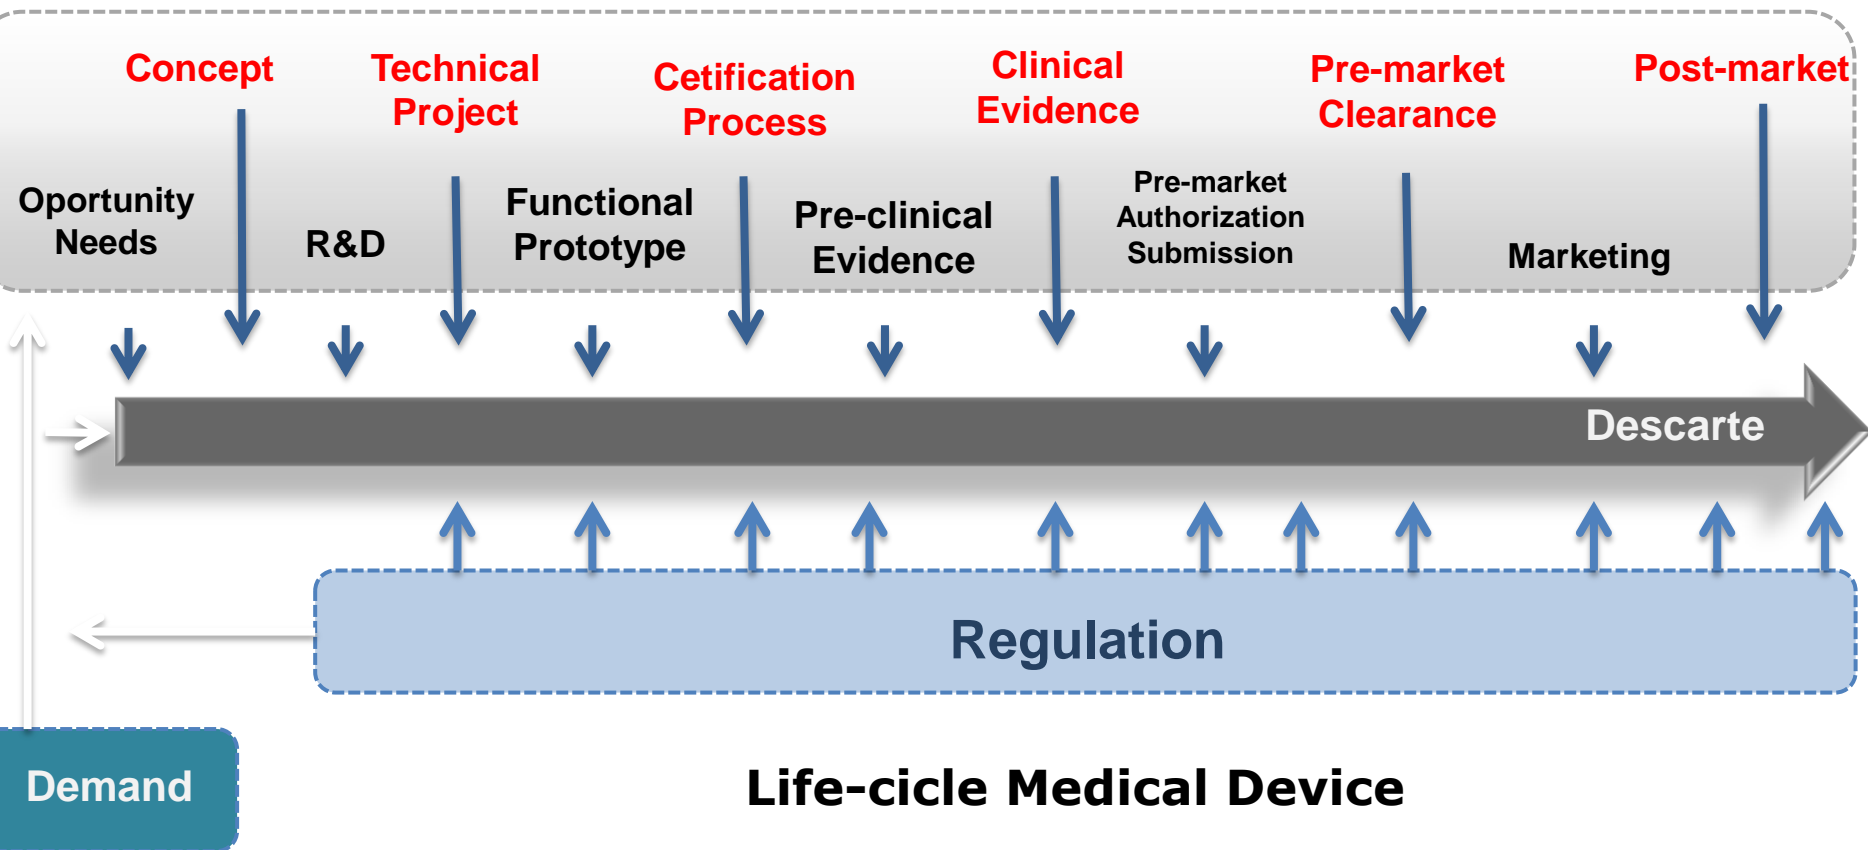 Concept
Technical
Project
Cetification
Process
Clinical
Evidence
Pre-market
Clearance
Post-market
Oportunity
Needs
R&D
Functional
Prototype
Pre-clinical
Evidence
Pre-market
Authorization
Submission
Marketing
Descarte
Regulation
Demand
Life-cicle Medical Device